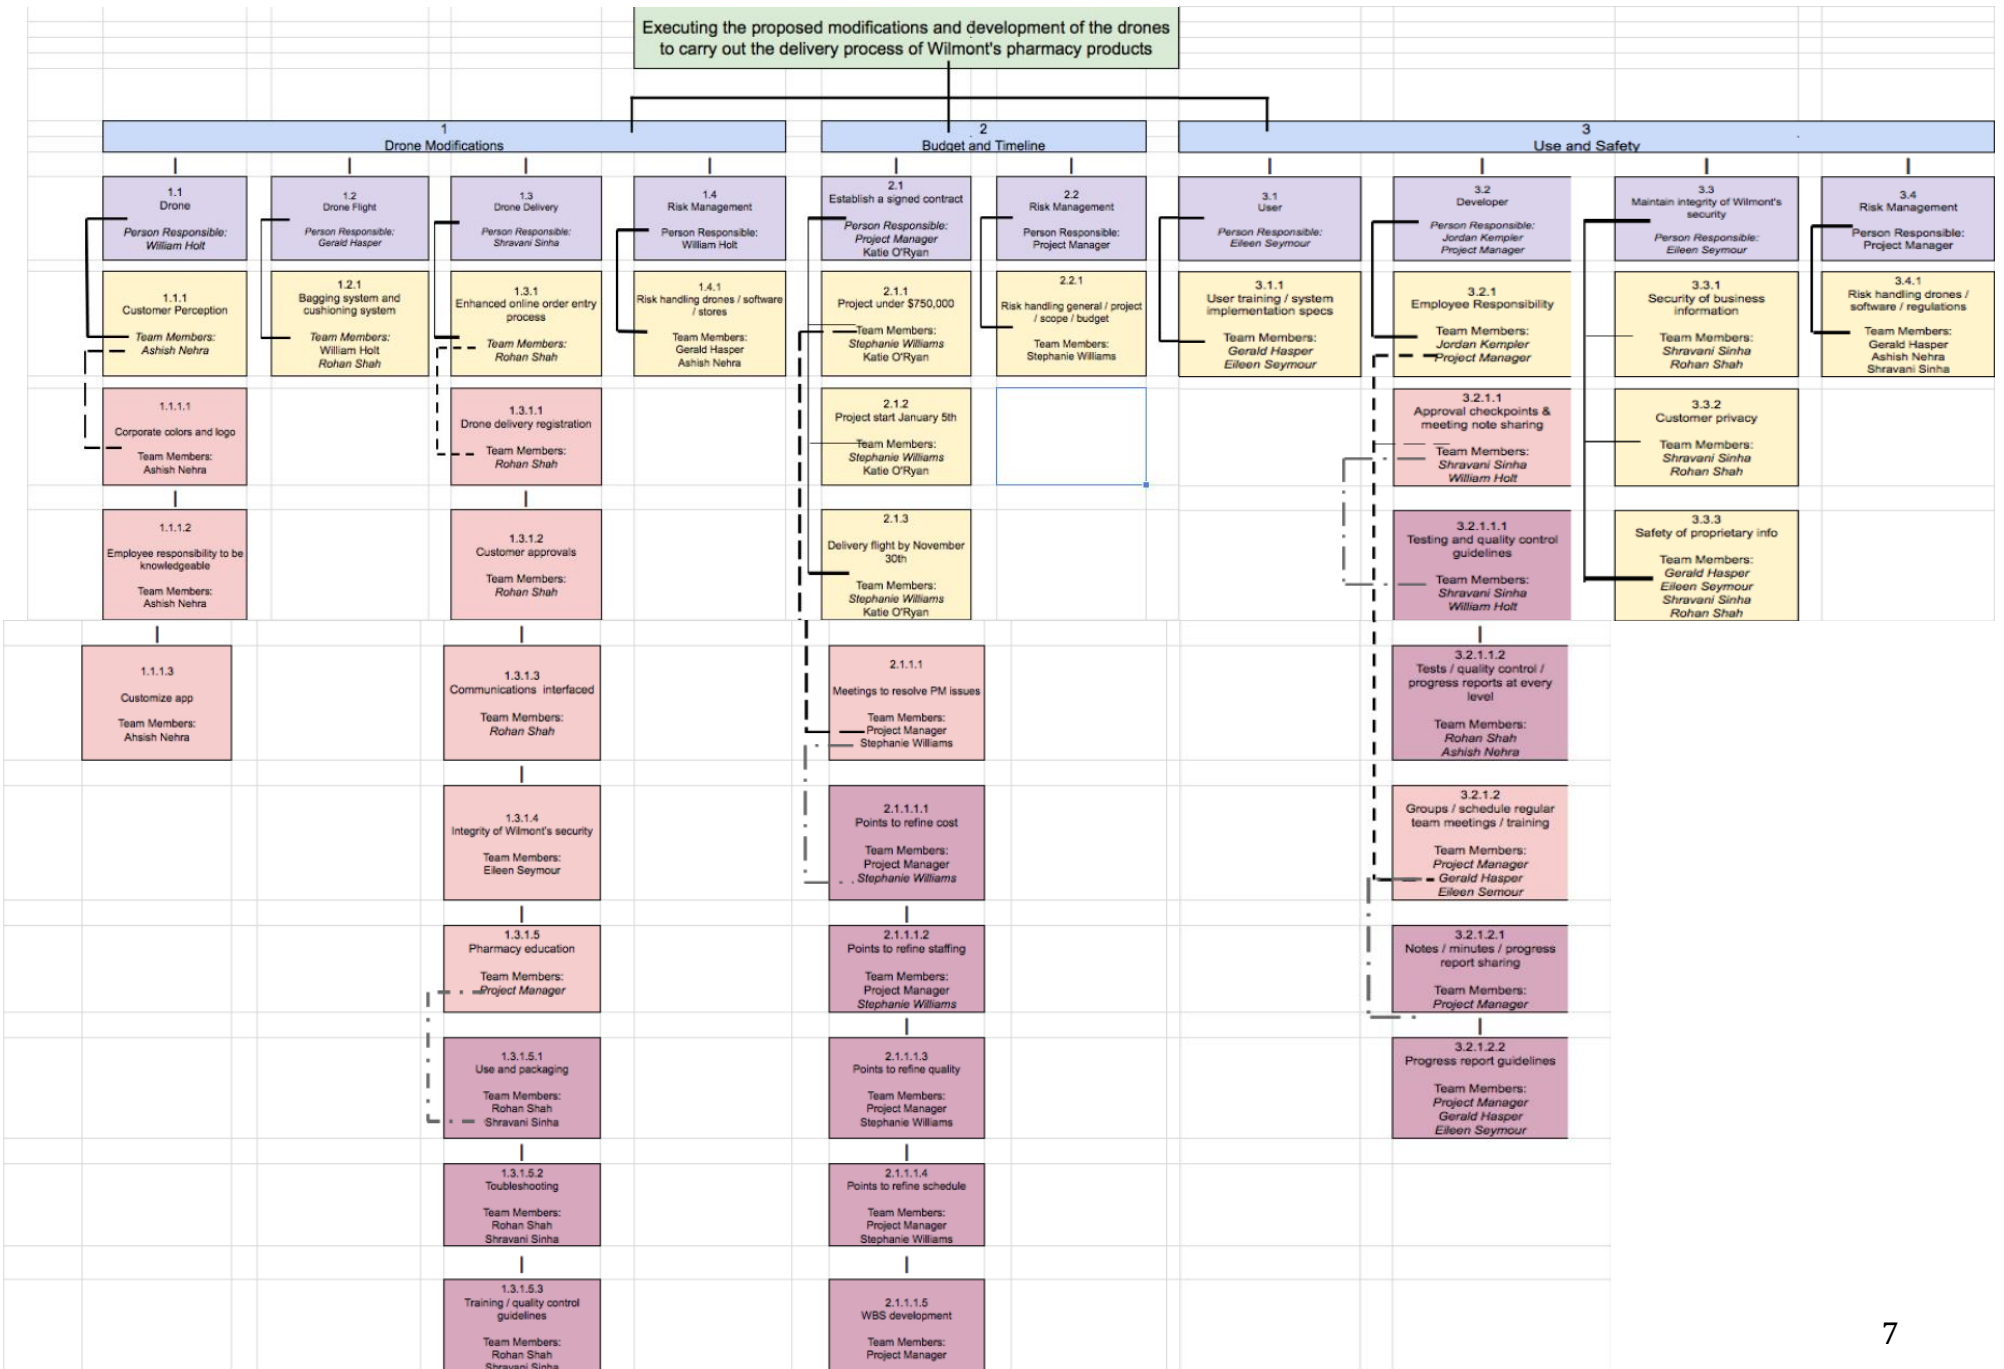 Executing the proposed modifications and development of the drones
to carry out the delivery process of Wilmont's pharmacy products
1
Drone Modifications
2
Budget and Timeline
3
Use and Safety
1.1
Drone
Person Responsible:
William Holt
1.2
Drone Flight
Person Responsible:
Gerald Hasper
1.3
Drone Delivery
Person Responsible:
Shravani Sinha
1.4
Risk Management
Person Responsible:
William Holt
2.1
Establish a signed contract
Person Responsible:
Project Manager
Katie O'Ryan
2.2
Risk Management
Person Responsible:
Project Manager
3.1
User
Person Responsible:
Eileen Seymour
3.2
Developer
Person Responsible:
Jordan Kempler
Project Manager
3.3
Maintain integrity of Wilmont's
security
Person Responsible:
Eileen Seymour
3.4
Risk Management
Person Responsible:
Project Manager
1.1.1
Customer Perception
Team Members:
Ashish Nehra
1.2.1
Bagging system and
cushioning system
Team Members:
William Holt
Rohan Shah
1.3.1
Enhanced online order entry
process
Team Members:
Rohan Shah
1.4.1
Risk handling drones / software
/ stores
Team Members:
Gerald Hasper
Ashish Nehra
2.1.1
Project under $750,000
Team Members:
Stephanie Williams
Katie O'Ryan
2.2.1
Risk handling general / project
/ scope / budget
Team Members:
Stephanie Williams
3.1.1
User training / system
implementation specs
Team Members:
Gerald Hasper
Eileen Seymour
3.2.1
Employee Responsibility
Team Members:
Jordan Kempler
Project Manager
3.3.1
Security of business
information
Team Members:
Shravani Sinha
Rohan Shah
3.4.1
Risk handling drones /
software / regulations
Team Members:
Gerald Hasper
Ashish Nehra
Shravani Sinha
1.1.1.1
Corporate colors and logo
Team Members:
Ashish Nehra
1.3.1.1
Drone delivery registration
Team Members:
Rohan Shah
2.1.2
Project start January 5th
Team Members:
Stephanie Williams
Katie O'Ryan
3.2.1.1
Approval checkpoints &
meeting note sharing
Team Members:
Shravani Sinha
William Holt
3.3.2
Customer privacy
Team Members:
Shravani Sinha
Rohan Shah
1.1.1.2
Employee responsibility to be
knowledgeable
Team Members:
Ashish Nehra
1.3.1.2
Customer approvals
Team Members:
Rohan Shah
2.1.3
Delivery flight by November
30th
Team Members:
Stephanie Williams
Katie O'Ryan
3.2.1.1.1
Testing and quality control
guidelines
Team Members:
Shravani Sinha
William Holt
3.3.3
Safety of proprietary info
Team Members:
Gerald Hasper
Eileen Seymour
Shravani Sinha
Rohan Shah
1.1.1.3
Customize app
Team Members:
Ahsish Nehra
1.3.1.3
Communications interfaced
Team Members:
Rohan Shah
2.1.1.1
Meetings to resolve PM issues
Team Members:
Project Manager
Stephanie Williams
3.2.1.1.2
Tests / quality control /
progress reports at every
level
Team Members:
Rohan Shah
Ashish Nehra
1.3.1.4
Integrity of Wilmont's security
Team Members:
Eileen Seymour
2.1.1.1.1
Points to refine cost
Team Members:
Project Manager
Stephanie Williams
3.2.1.2
Groups / schedule regular
team meetings / training
Team Members:
Project Manager
Gerald Hasper
Eileen Semour
1.3.1.5
Pharmacy education
Team Members:
Project Manager
2.1.1.1.2
Points to refine staffing
Team Members:
Project Manager
Stephanie Williams
3.2.1.2.1
Notes / minutes / progress
report sharing
Team Members:
Project Manager
1.3.1.5.1
Use and packaging
Team Members:
Rohan Shah
Shravani Sinha
2.1.1.1.3
Points to refine quality
Team Members:
Project Manager
Stephanie Williams
3.2.1.2.2
Progress report guidelines
Team Members:
Project Manager
Gerald Hasper
Eileen Seymour
1.3.1.5.2
Toubleshooting
Team Members:
Rohan Shah
Shravani Sinha
2.1.1.1.4
Points to refine schedule
Team Members:
Project Manager
Stephanie Williams
1.3.1.5.3
Training / quality control
guidelines
Team Members:
Rohan Shah
Shravani Sinha
2.1.1.1.5
WBS development
Team Members:
Project Manager
7